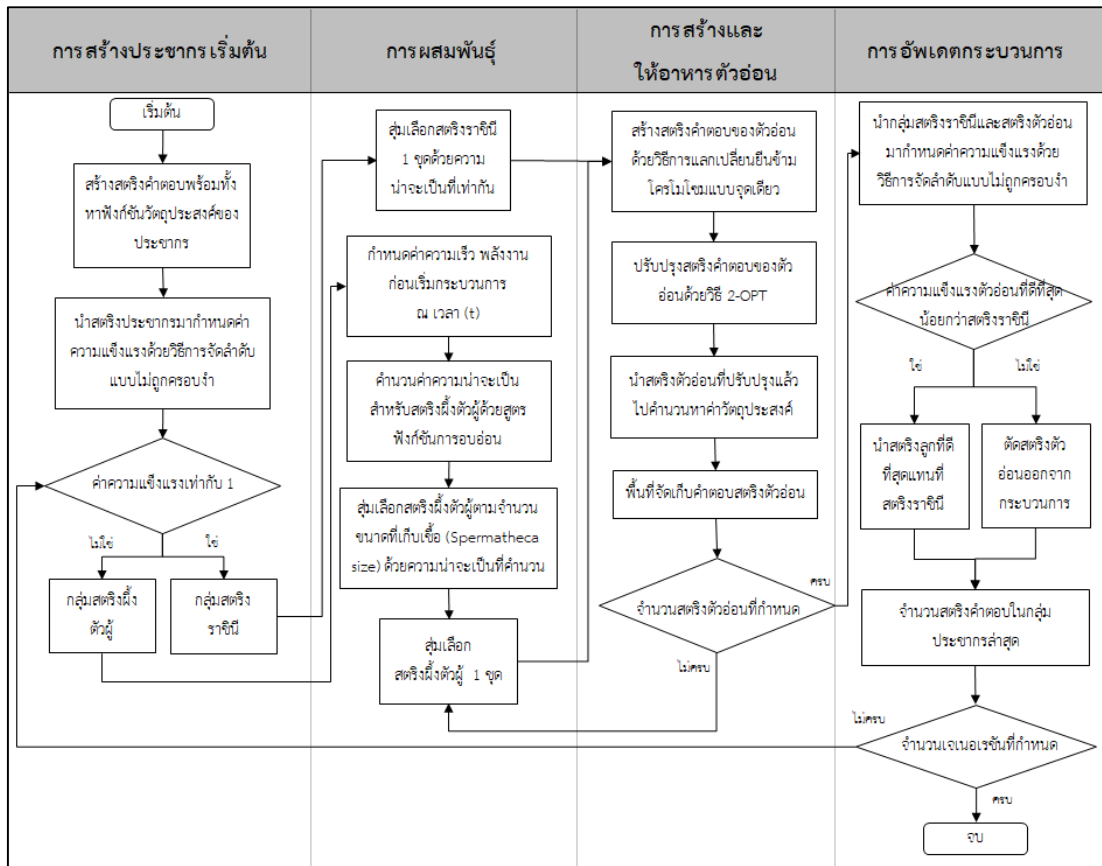 การสร้างประชากรเริ่มต้น
เริ่มต้น
สร้างสตริงคำตอบพร้อมทั้ง
หาฟังก์ชันวัตถุประสงค์ของ
ประชากร
นำสตริงประชากรมากำหนดค่า
ความแข็งแรงด้วยวิธีการจัดลำดับ
แบบไม่ถูกครอบงำ
ค่าความแข็งแรงเท่ากับ 1
ไม่ใช่
ใช่
กลุ่มสตริงผึ้ง
ตัวผู้
กลุ่มสตริง
ราชินี
การผสมพันธุ์
สุ่มเลือกสตริงราชินี
1 ชุดด้วยความ
น่าจะเป็นที่เท่ากัน
กำหนดค่าความเร็ว พลังงาน
ก่อนเริ่มกระบวนการ
ณ เวลา (t)
คำนวนค่าความน่าจะเป็น
สำหรับสตริงผึ้งตัวผู้ด้วยสูตร
ฟังก์ชันการอบอ่อน
สุ่มเลือกสตริงผึ้งตัวผู้ตามจำนวน
ขนาดที่เก็บเชื้อ (Spermatheca
size) ด้วยความน่าจะเป็นที่คำนวน
สุ่มเลือก
สตริงผึ้งตัวผู้ 1 ชุด
การสร้างและ
ให้อาหารตัวอ่อน
สร้างสตริงคำตอบของตัวอ่อน
ด้วยวิธีการแลกเปลี่ยนยีนข้าม
โครโมโซมแบบจุดเดียว
ปรับปรุงสตริงคำตอบของตัว
อ่อนด้วยวิธี 2-OPT
นำสตริงตัวอ่อนที่ปรับปรุงแล้ว
ไปคำนวนหาค่าวัตถุประสงค์
พื้นที่จัดเก็บคำตอบสตริงตัวอ่อน
จำนวนสตริงตัวอ่อนที่กำหนด
ครบ
ไม่ครบ
การอัพเดตกระบวนการ
นำกลุ่มสตริงราชินีและสตริงตัวอ่อน
มากำหนดค่าความแข็งแรงด้วย
วิธีการจัดลำดับแบบไม่ถูกครอบงำ
ค่าความแข็งแรงตัวอ่อนที่ดีที่สุด
น้อยกว่าสตริงราชินี
ใช่
ไม่ใช่
นำสตริงลูกที่ดี
ที่สุดแทนที่
สตริงราชินี
ตัดสตริงตัว
อ่อนออกจาก
กระบวนการ
จำนวนสตริงคำตอบในกลุ่ม
ประชากรล่าสุด
ไม่ครบ
จำนวนเจเนอเรชันที่กำหนด
ครบ
จบ